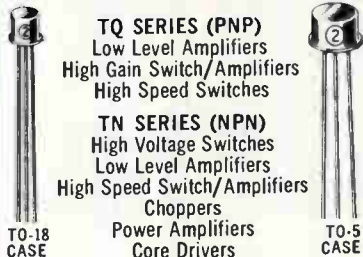 TQ SERIES (PNP)
Low Level Amplifiers
High Gain Switch/Amplifiers
High Speed Switches
TN SERIES (NPN)
High Voltage Switches
Low Level Amplifiers
High Speed Switch/Amplifiers
Choppers
Power Amplifiers
Core Drivers
TO-18
CASE
②
TO-5
CASE